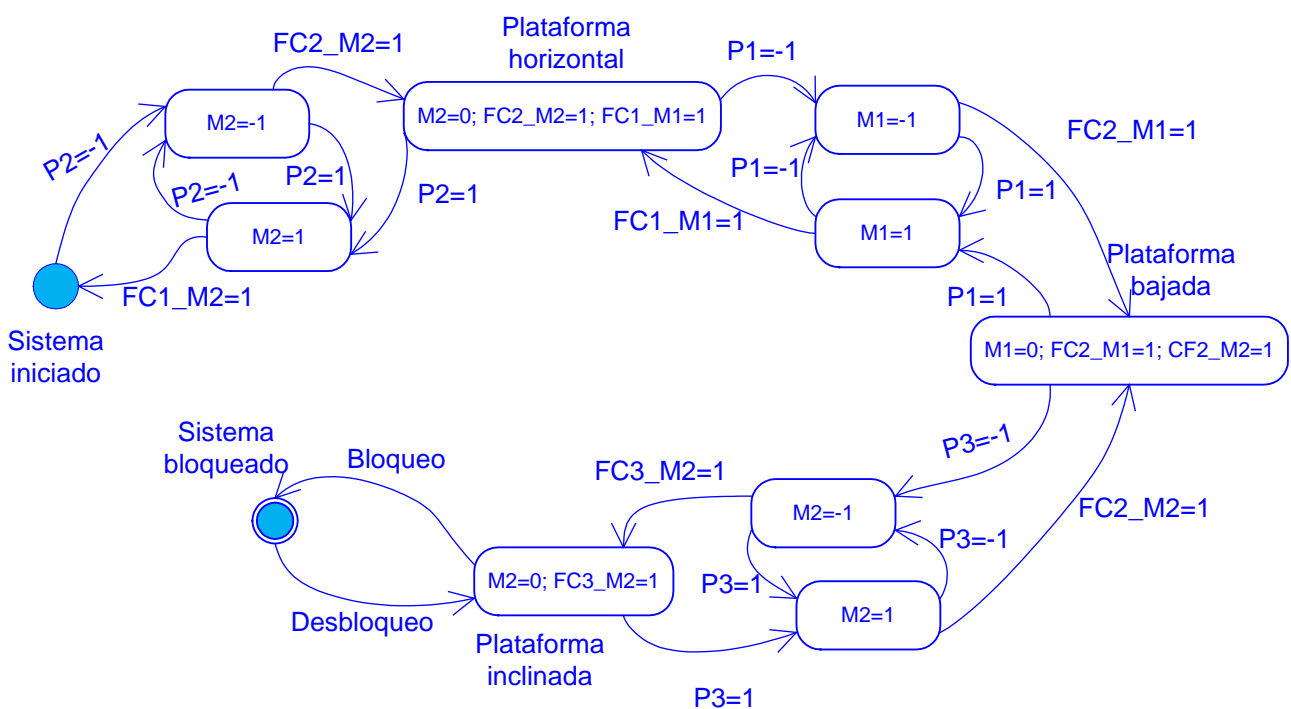 Plataforma
horizontal
FC2_M2=1
P1=-1
M2=-1
M2=0; FC2_M2=1; FC1_M1=1
M1=-1
FC2_M1=1
P2=-1
P2=-1
P2=1
P2=1
P1=-1
P1=1
M2=1
FC1_M1=1
M1=1
FC1_M2=1
P1=1
Plataforma
bajada
Sistema
iniciado
M1=0; FC2_M1=1; CF2_M2=1
Sistema
bloqueado
Bloqueo
FC3_M2=1
P3=-1
M2=-1
FC2_M2=1
P3=-1
M2=0; FC3_M2=1
P3=1
M2=1
Desbloqueo
Plataforma
inclinada
P3=1